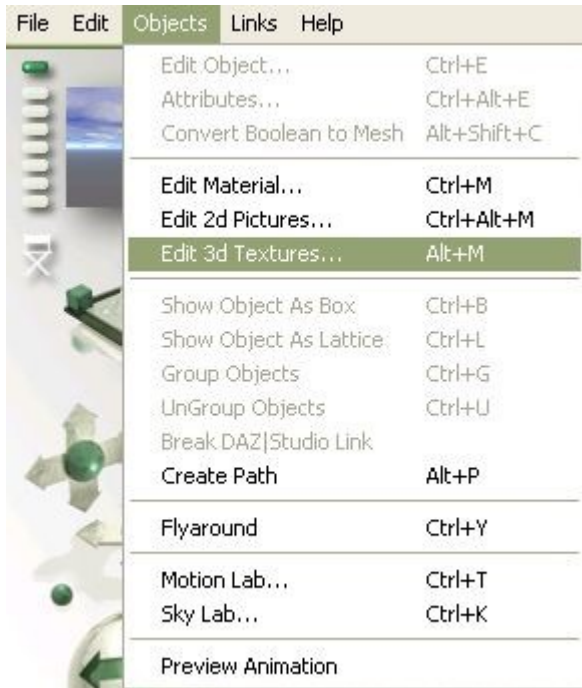 File Edit Objects Links Help
Edit Object... Ctrl+E
Attributes... Ctrl+Alt+E
Convert Boolean to Mesh Alt+Shift+C
Edit Material... Ctrl+M
Edit 2d Pictures... Ctrl+Alt+M
Edit 3d Textures... Alt+M
Show Object As Box Ctrl+B
Show Object As Lattice Ctrl+L
Group Objects Ctrl+G
UnGroup Objects Ctrl+U
Break DAZ|Studio Link
Create Path Alt+P
Flyaround Ctrl+Y
Motion Lab... Ctrl+T
Sky Lab... Ctrl+K
Preview Animation